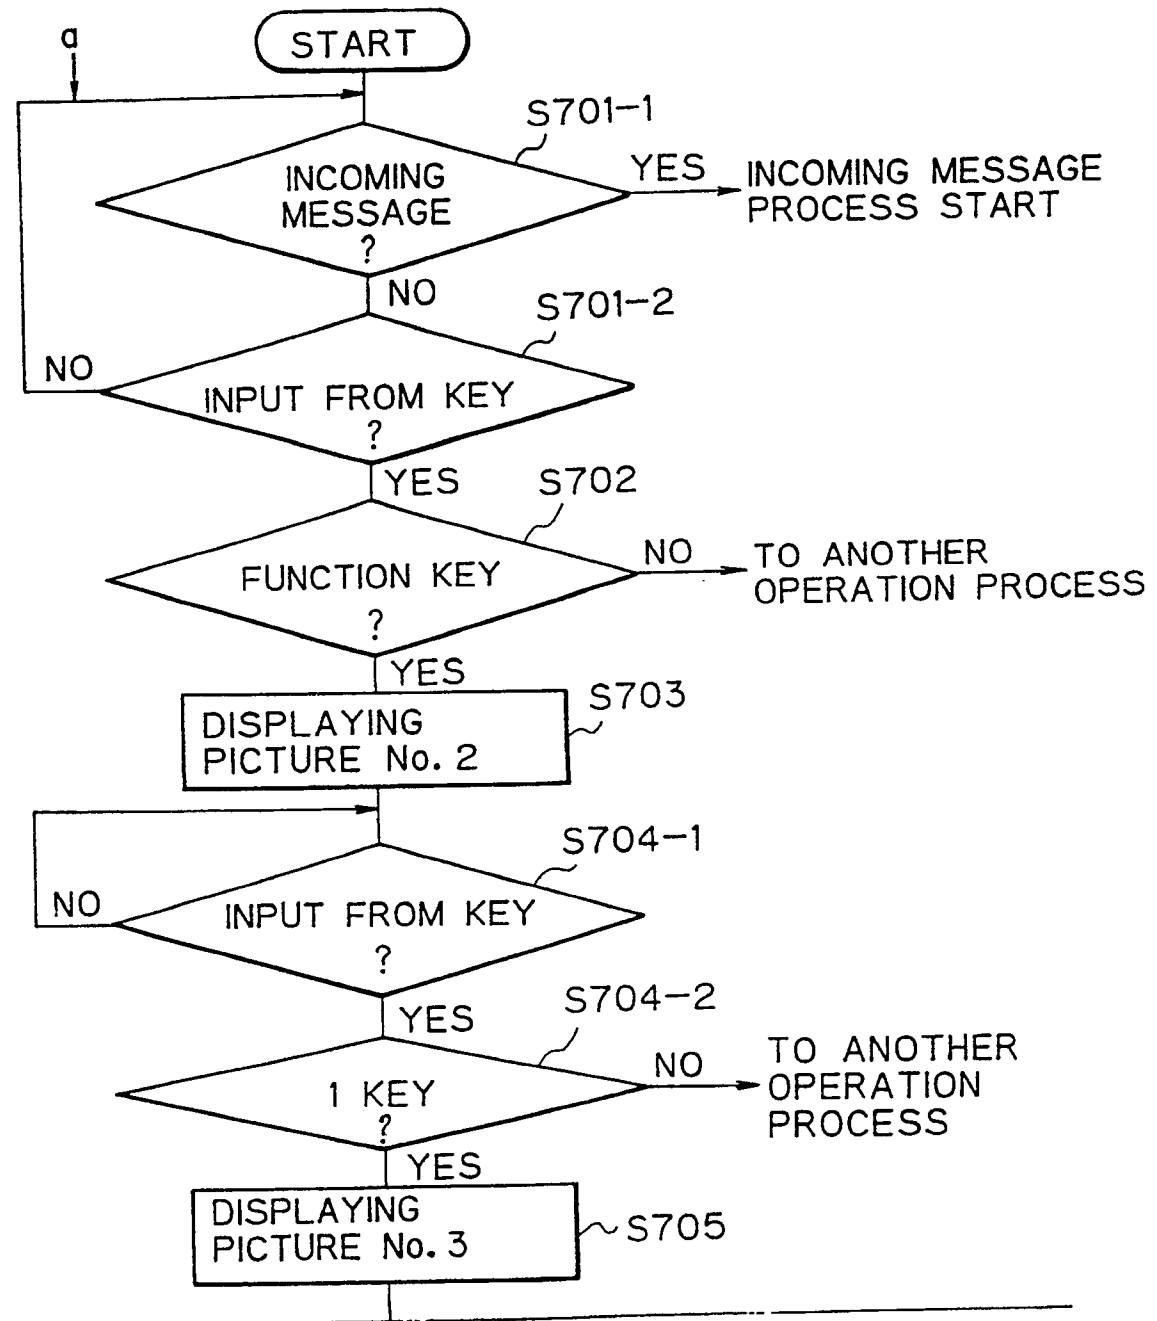 a
START
S701-1
INCOMING
MESSAGE
?
YES
INCOMING MESSAGE
PROCESS START
NO
S701-2
NO
INPUT FROM KEY
?
YES
S702
FUNCTION KEY
?
NO
TO ANOTHER
OPERATION PROCESS
YES
S703
DISPLAYING
PICTURE No. 2
S704-1
NO
INPUT FROM KEY
?
YES
S704-2
1 KEY
?
NO
TO ANOTHER
OPERATION
PROCESS
YES
DISPLAYING
PICTURE No. 3
S705